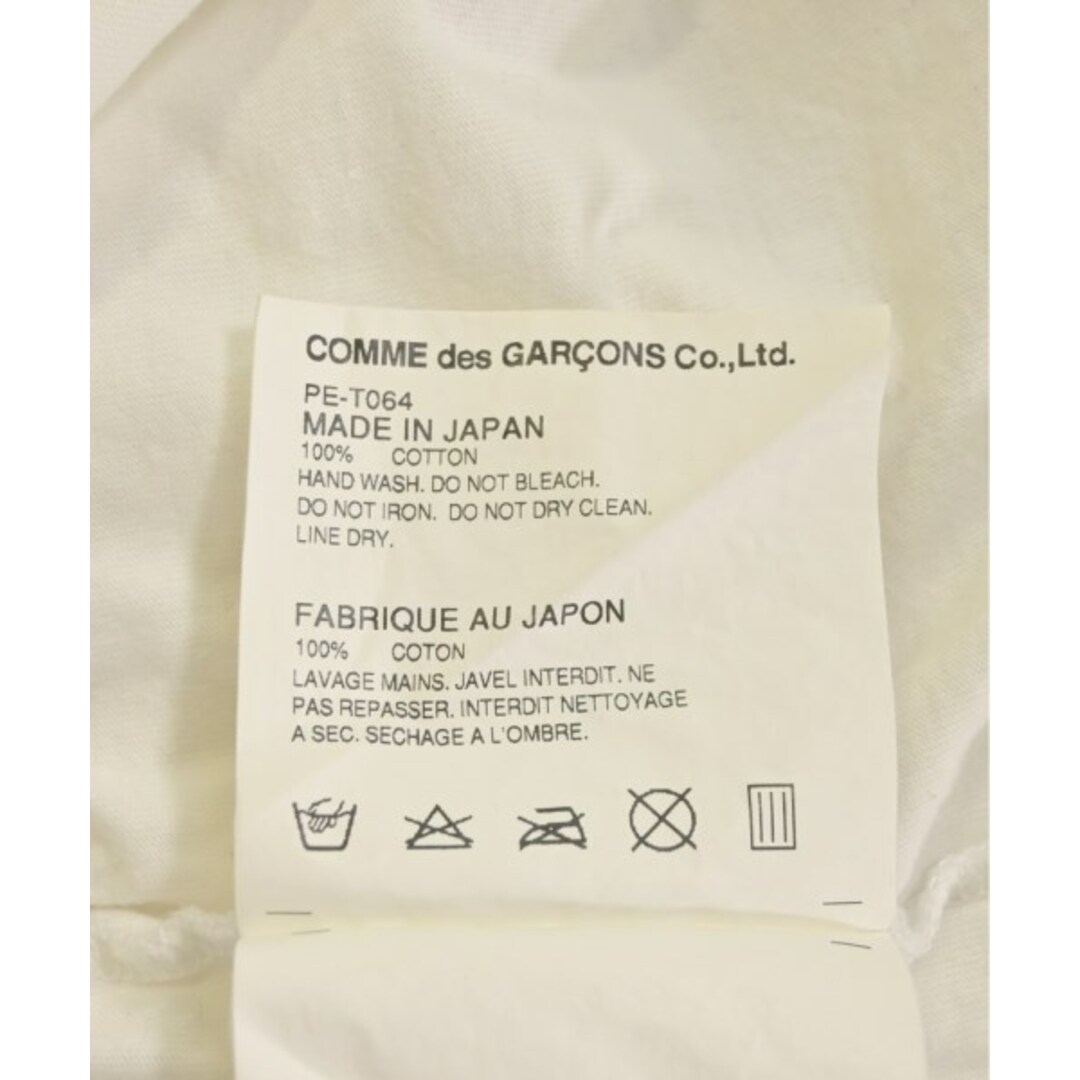 COMME des GARÇONS Co.,Ltd.
PE-T064
MADE IN JAPAN
100% COTTON
HAND WASH. DO NOT BLEACH.
DO NOT IRON. DO NOT DRY CLEAN.
LINE DRY.
FABRIQUE AU JAPON
100% COTON
LAVAGE MAINS. JAVEL INTERDIT. NE
PAS REPASSER. INTERDIT NETTOYAGE
A SEC. SECHAGE A L'OMBRE.